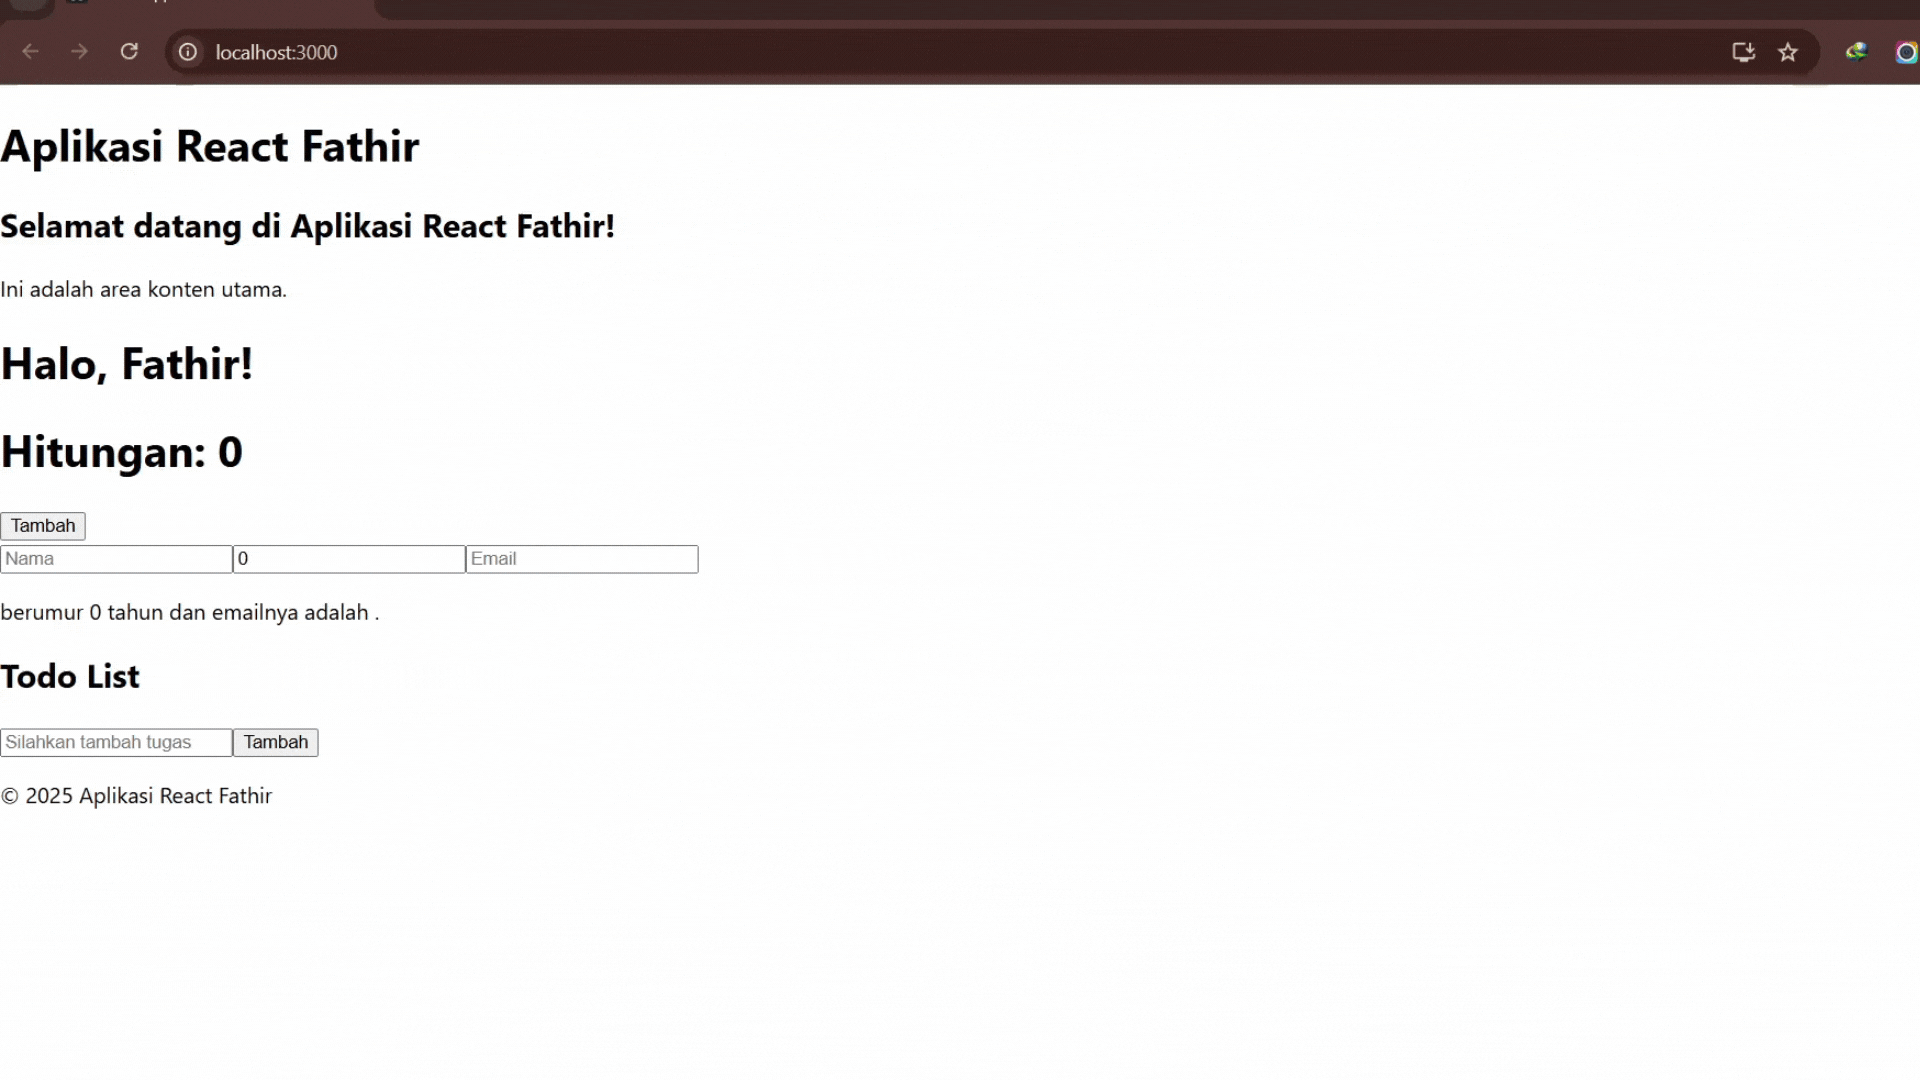 localhost:3000
Aplikasi React Fathir
Selamat datang di Aplikasi React Fathir!
Ini adalah area konten utama.
Halo, Fathir!
Hitungan: 0
Tambah
Nama 0 Email
berumur 0 tahun dan emailnya adalah .
Todo List
Silahkan tambah tugas Tambah
© 2025 Aplikasi React Fathir